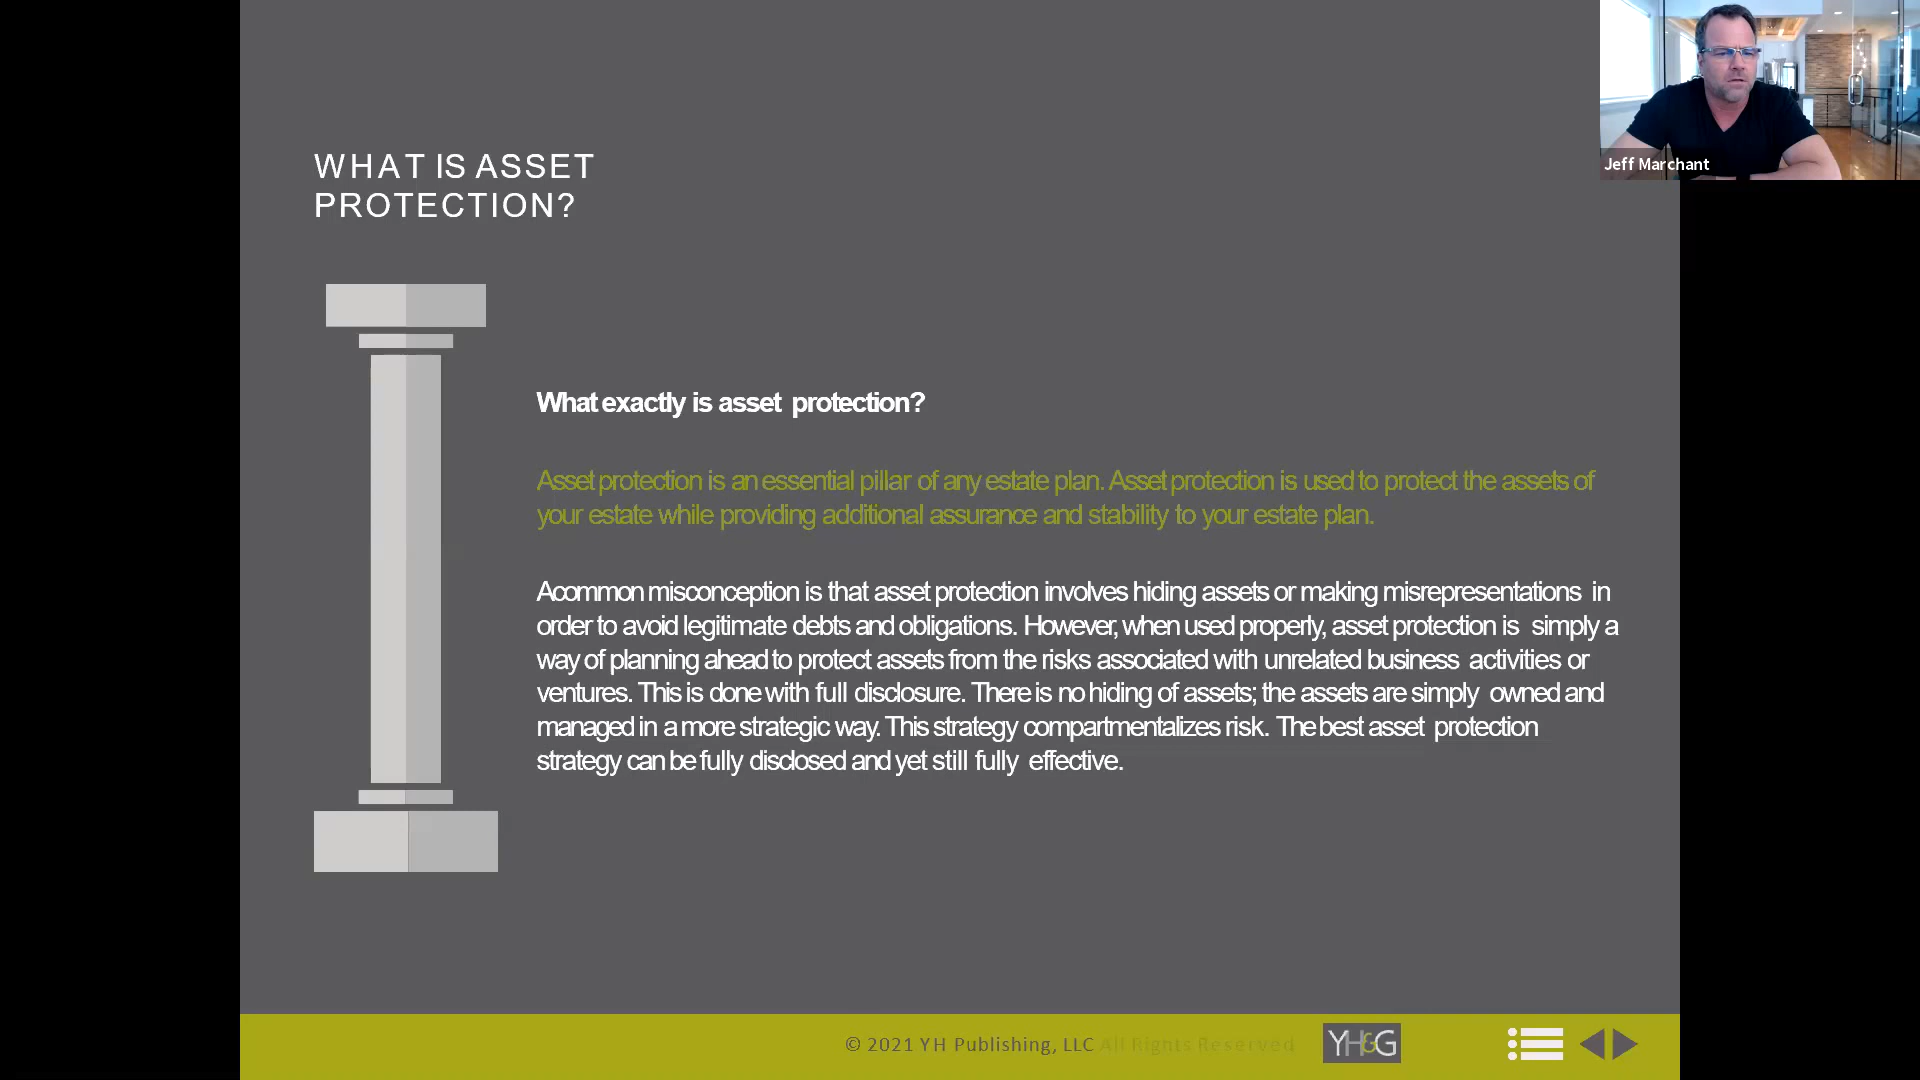 WHAT IS ASSET
PROTECTION?
Jeff Marchant
What exactly is asset protection?
Asset protection is an essential pillar of any estate plan. Asset protection is used to protect the assets of
your estate while providing additional assurance and stability to your estate plan.
A common misconception is that asset protection involves hiding assets or making misrepresentations in
order to avoid legitimate debts and obligations. However, when used properly, asset protection is simply a
way of planning ahead to protect assets from the risks associated with unrelated business activities or
ventures. This is done with full disclosure. There is no hiding of assets; the assets are simply owned and
managed in a more strategic way. This strategy compartmentalizes risk. The best asset protection
strategy can be fully disclosed and yet still fully effective.
© 2021 YH Publishing, LLC All Rights Reserved
YH&G